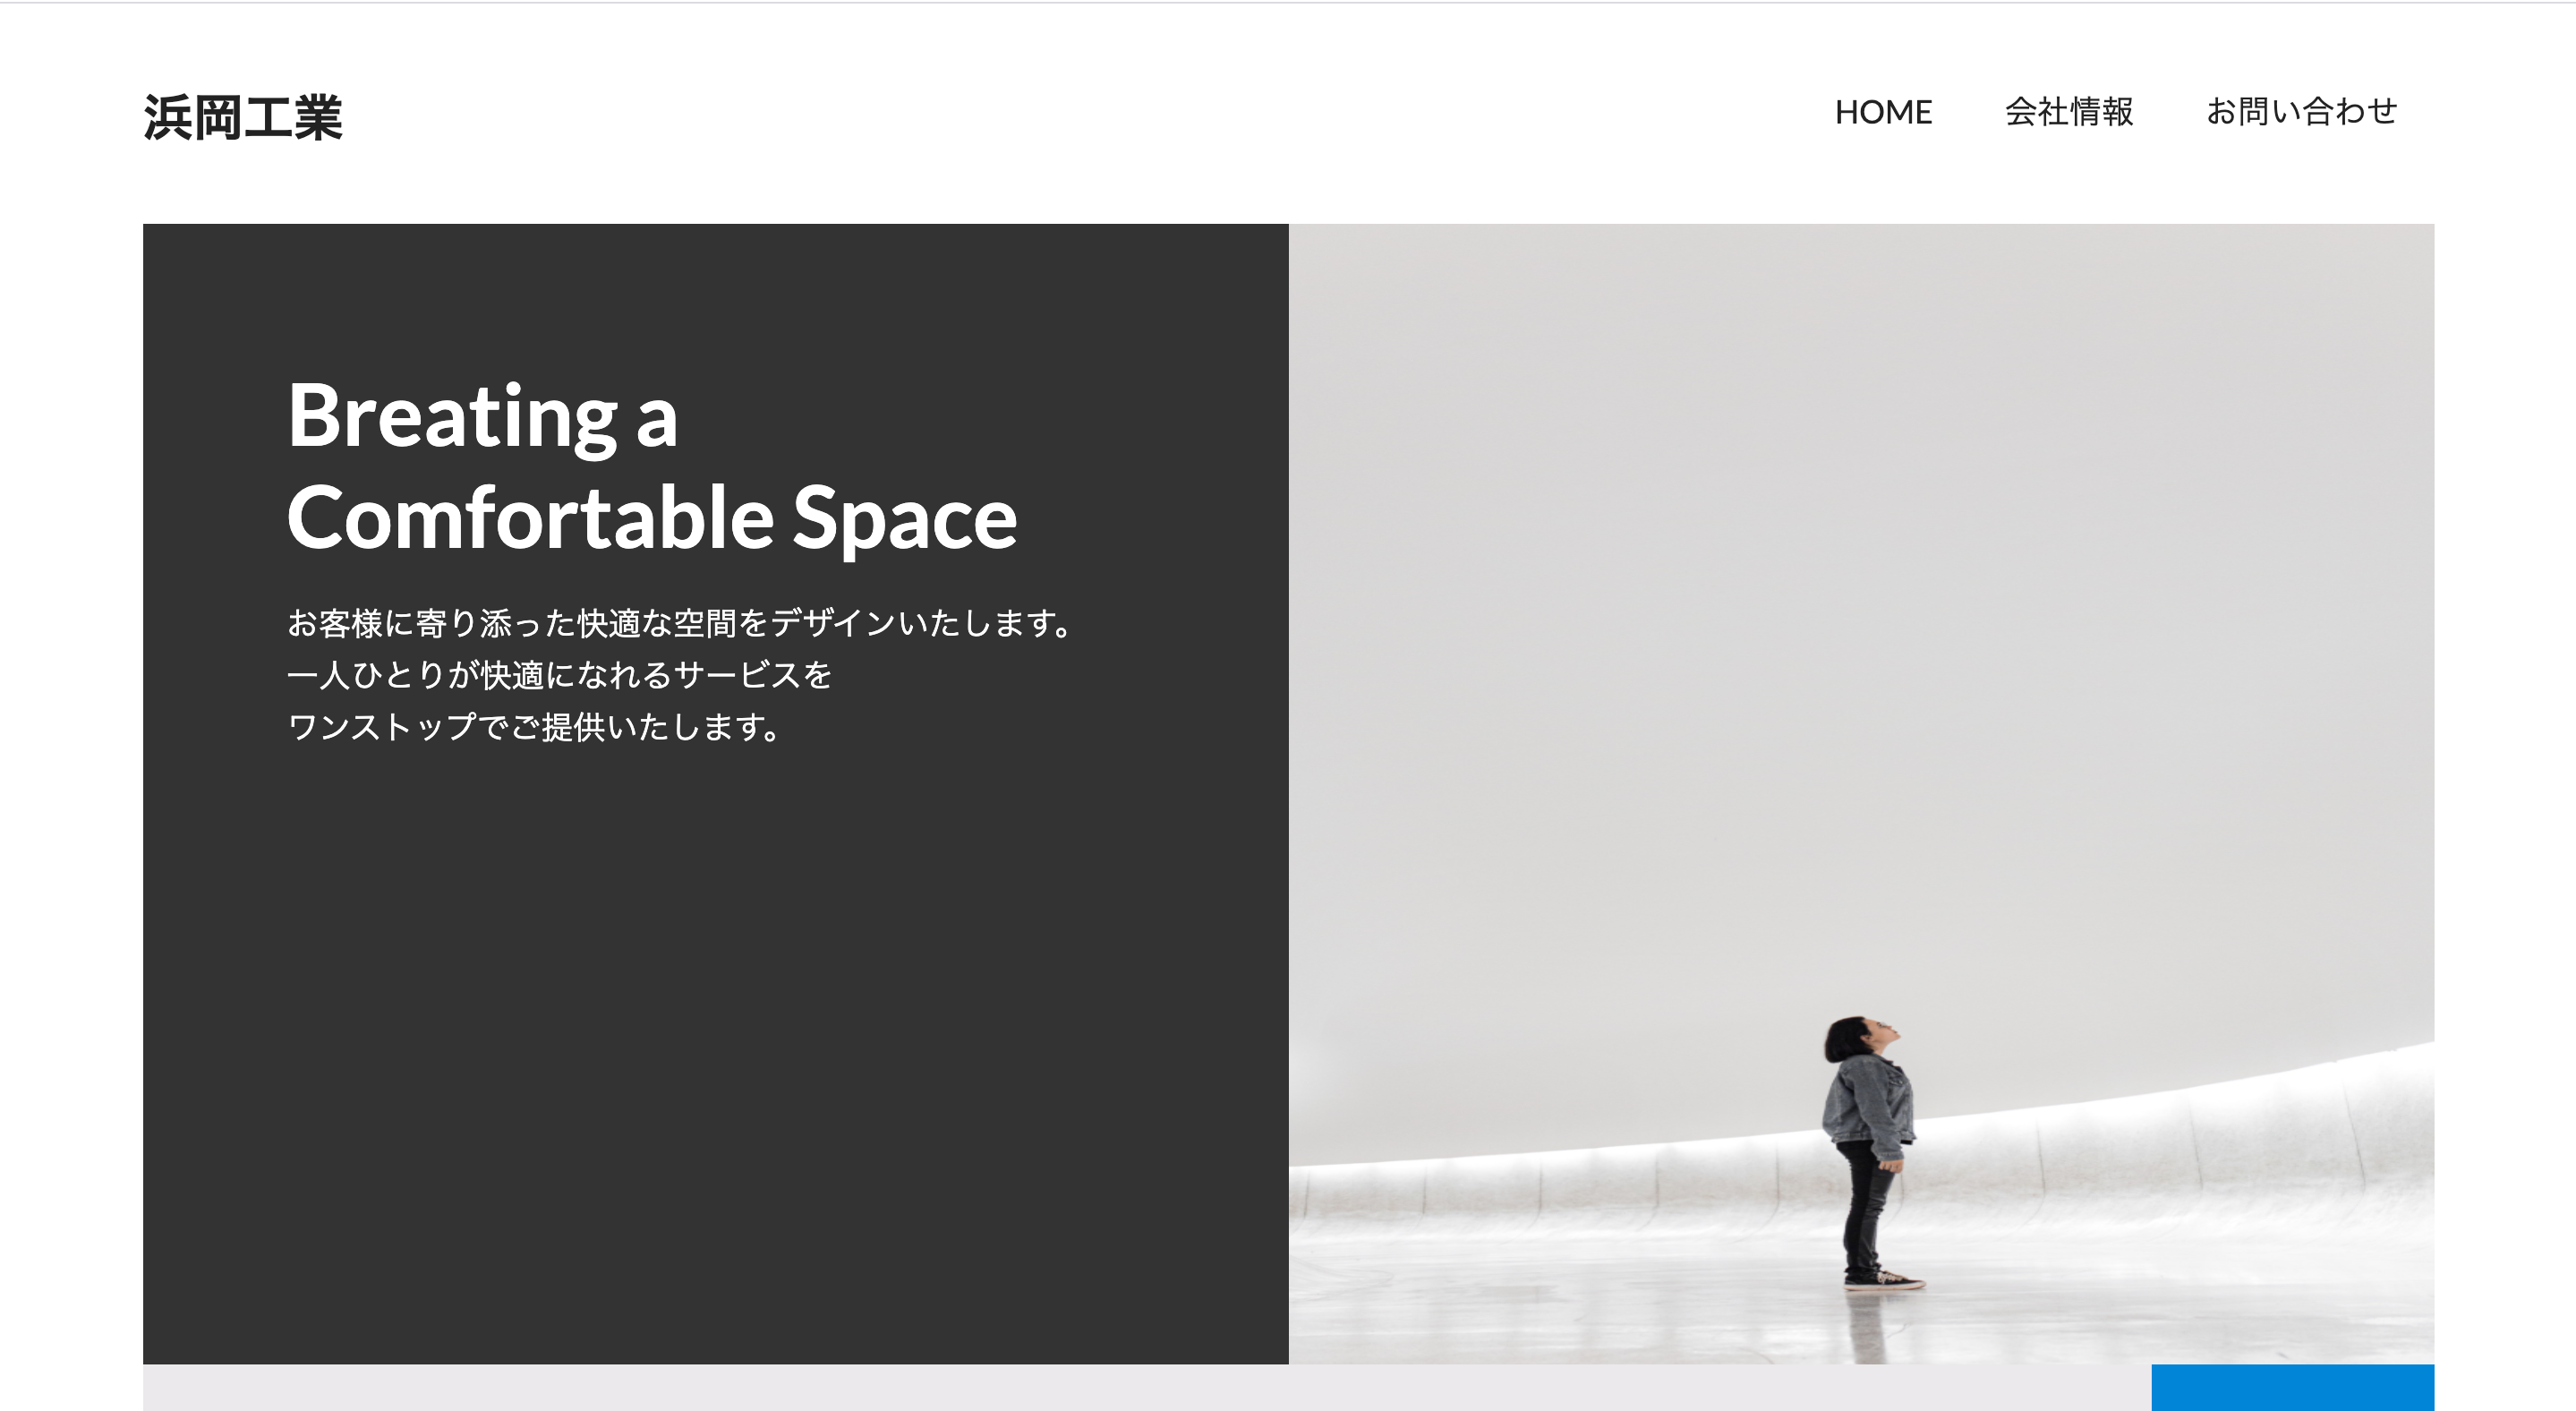 浜岡工業
HOME 会社情報 お問い合わせ
Breating a
Comfortable Space
お客様に寄り添った快適な空間をデザインいたします。
一人ひとりが快適になれるサービスを
ワンストップでご提供いたします。